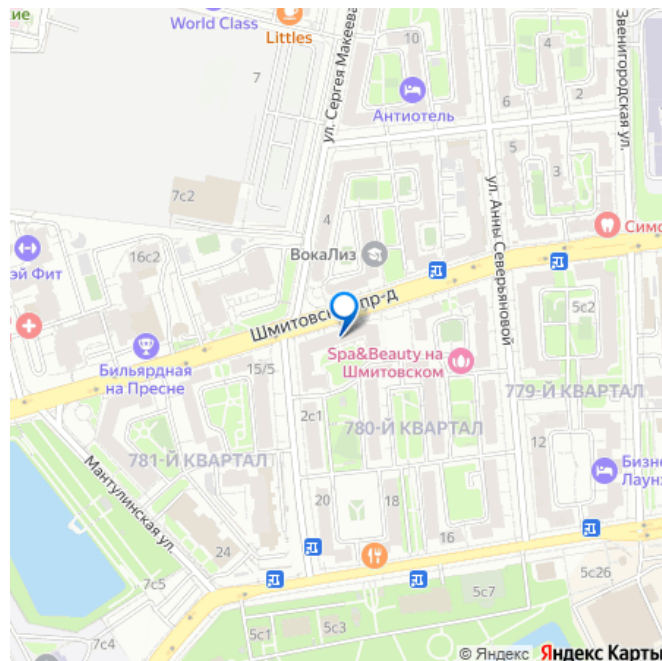 ие
World Class
Littles
ул. Сергея Макеева
10
4
Звенигородская ул.
7
Антиотель
6
2
7с2
5
3
ул. Анны Северьяновой
4
Симо
ВокаЛиз
16с2
эй Фит
Шмитовский пр-д
5с2
Бильярдная
на Пресне
15/5
Spa&Beauty на
Шмитовском
779-Й КВАРТАЛ
2с1
780-Й КВАРТАЛ
781-Й КВАРТАЛ
12
Бизне
Лаунж
Мантулинская ул.
20
18
16
24
7с5
5с7
5с26
5с1
5с3
7с4
© Яндекс Яндекс Карты